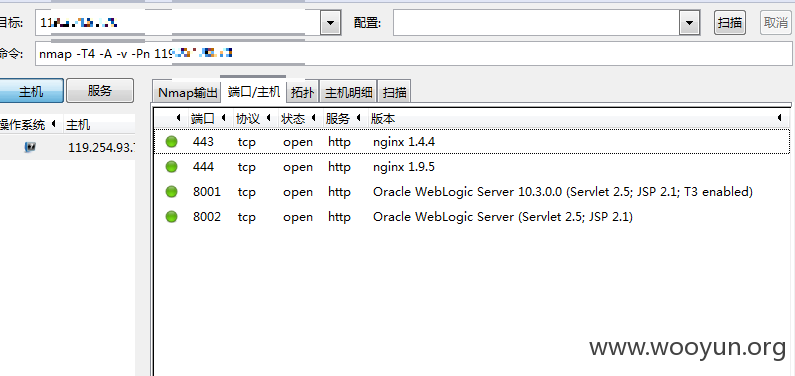 目标: 11 配置: 扫描 取消
命令: nmap -T4 -A -v -Pn 119
主机 服务 Nmap输出 端口/主机 拓扑 主机明细 扫描
操作系统 主机 端口 协议 状态 服务 版本
119.254.93. 443 tcp open http nginx 1.4.4
444 tcp open http nginx 1.9.5
8001 tcp open http Oracle WebLogic Server 10.3.0.0 (Servlet 2.5; JSP 2.1; T3 enabled)
8002 tcp open http Oracle WebLogic Server (Servlet 2.5; JSP 2.1)
www.wooyun.org